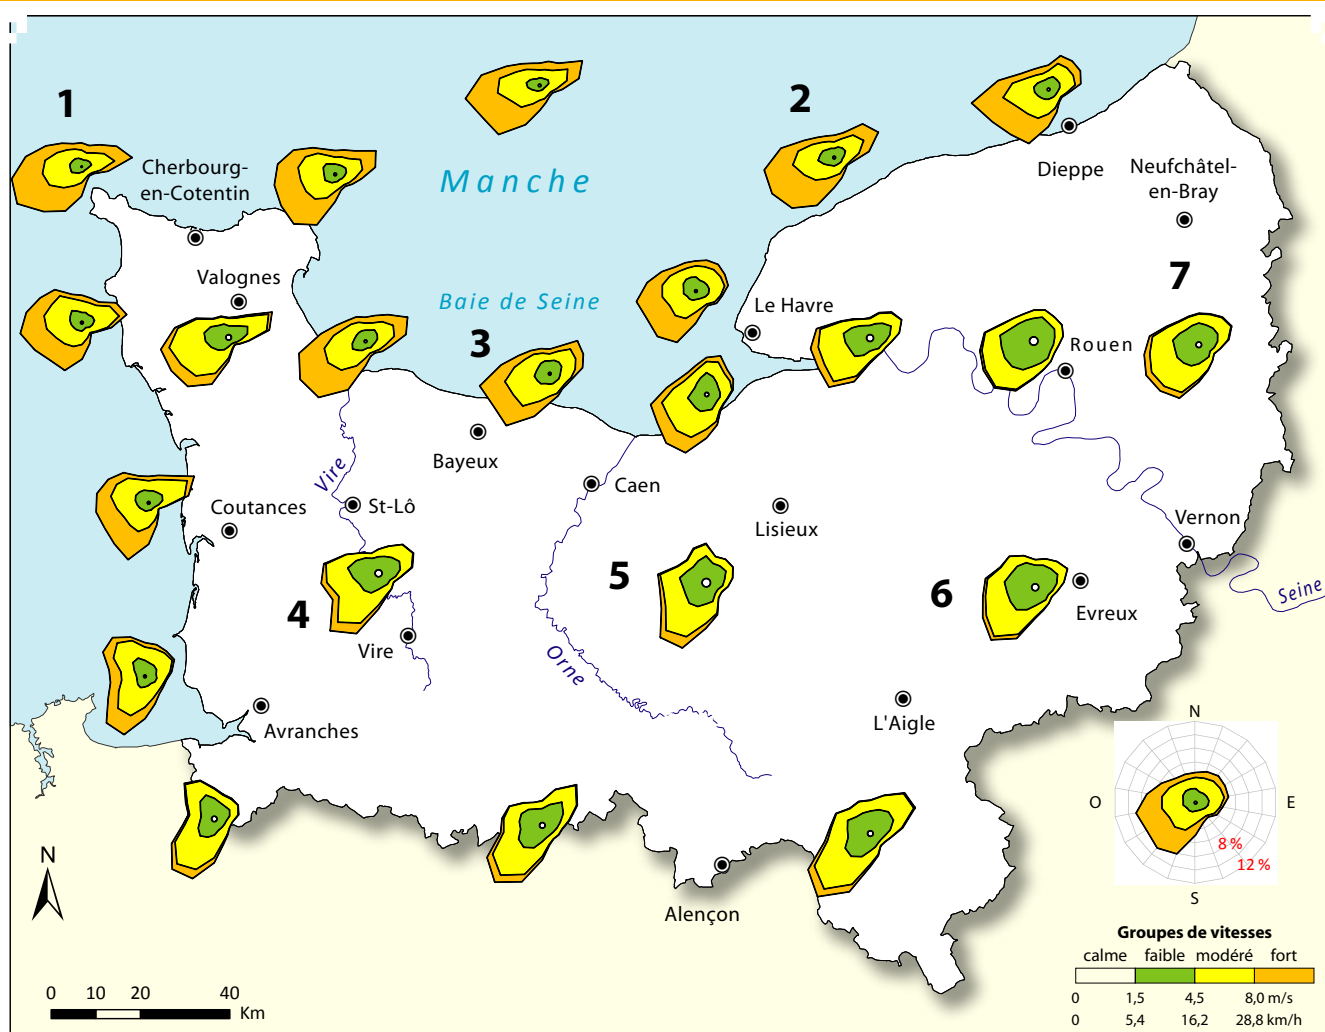 1
2
Cherbourg-
en-Cotentin
Manche
Dieppe
Neufchâtel-
en-Bray
Valognes
Baie de Seine
3
Le Havre
7
Rouen
Bayeux
Vire
Caen
Coutances
St-Lô
Lisieux
Vernon
4
5
6
Evreux
Seine
Vire
Orne
Avranches
L'Aigle
N
O
E
8 %
12 %
S
N
Alençon
Groupes de vitesses
calme faible modéré fort
0 1,5 4,5 8,0 m/s
0 5,4 16,2 28,8 km/h
0 10 20 40
Km